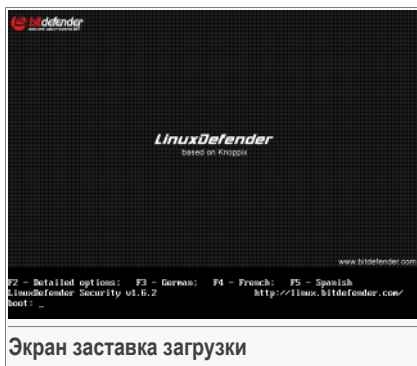 bitdefender
LinuxDefender
based on Knoppix
www.bitdefender.com
F2 - Detailed options; F3 - German; F4 - French; F5 - Spanish
LinuxDefender Security v1.6.2 http://linux.bitdefender.com/
boot: _
Экран заставка загрузки